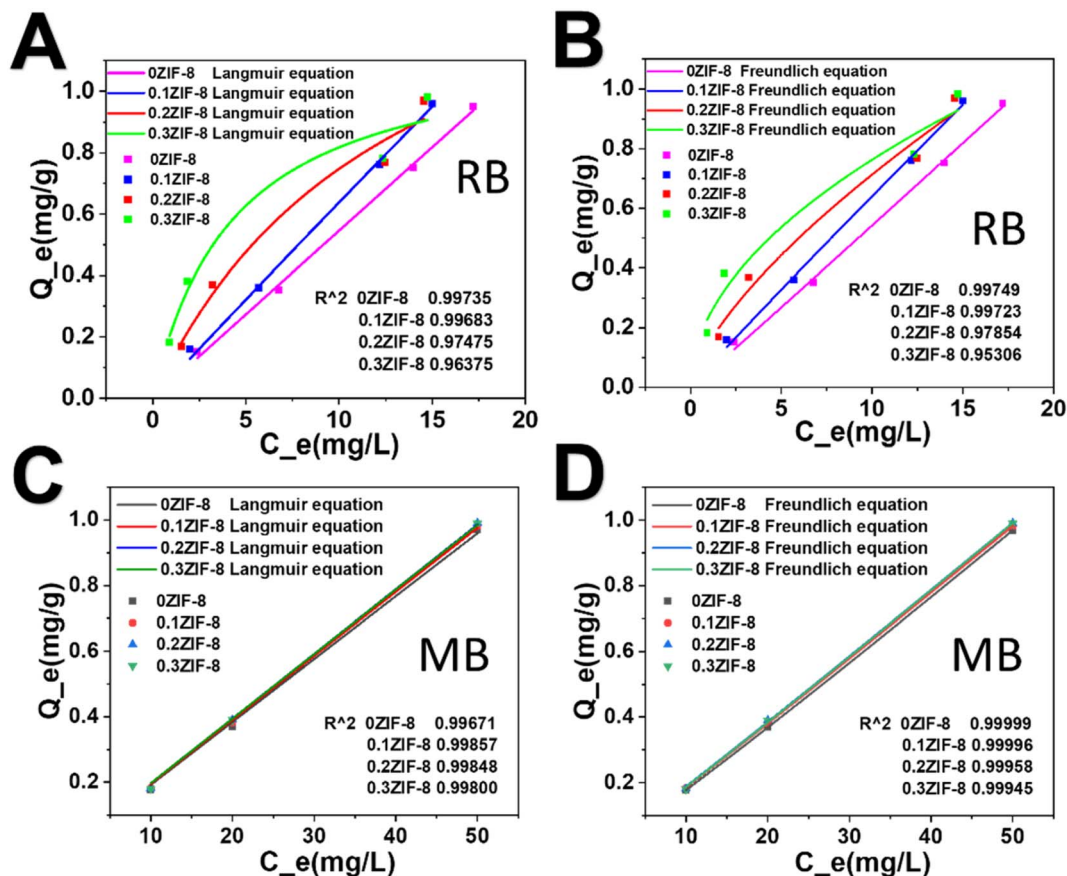 A
0ZIF-8 Langmuir equation
0.1ZIF-8 Langmuir equation
0.2ZIF-8 Langmuir equation
0.3ZIF-8 Langmuir equation
0ZIF-8
0.1ZIF-8
0.2ZIF-8
0.3ZIF-8
RB
R^2 0ZIF-8 0.99735
0.1ZIF-8 0.99683
0.2ZIF-8 0.97475
0.3ZIF-8 0.96375
Q_e(mg/g)
1.0
0.8
0.6
0.4
0.2
0.0
0 5 10 15 20
C_e(mg/L)
B
0ZIF-8 Freundlich equation
0.1ZIF-8 Freundlich equation
0.2ZIF-8 Freundlich equation
0.3ZIF-8 Freundlich equation
0ZIF-8
0.1ZIF-8
0.2ZIF-8
0.3ZIF-8
RB
R^2 0ZIF-8 0.99749
0.1ZIF-8 0.99723
0.2ZIF-8 0.97854
0.3ZIF-8 0.95306
Q_e(mg/g)
1.0
0.8
0.6
0.4
0.2
0.0
0 5 10 15 20
C_e(mg/L)
C
0ZIF-8 Langmuir equation
0.1ZIF-8 Langmuir equation
0.2ZIF-8 Langmuir equation
0.3ZIF-8 Langmuir equation
0ZIF-8
0.1ZIF-8
0.2ZIF-8
0.3ZIF-8
MB
R^2 0ZIF-8 0.99671
0.1ZIF-8 0.99857
0.2ZIF-8 0.99848
0.3ZIF-8 0.99800
Q_e(mg/g)
1.0
0.8
0.6
0.4
0.2
10 20 30 40 50
C_e(mg/L)
D
0ZIF-8 Freundlich equation
0.1ZIF-8 Freundlich equation
0.2ZIF-8 Freundlich equation
0.3ZIF-8 Freundlich equation
0ZIF-8
0.1ZIF-8
0.2ZIF-8
0.3ZIF-8
MB
R^2 0ZIF-8 0.99999
0.1ZIF-8 0.99996
0.2ZIF-8 0.99958
0.3ZIF-8 0.99945
Q_e(mg/g)
1.0
0.8
0.6
0.4
0.2
10 20 30 40 50
C_e(mg/L)